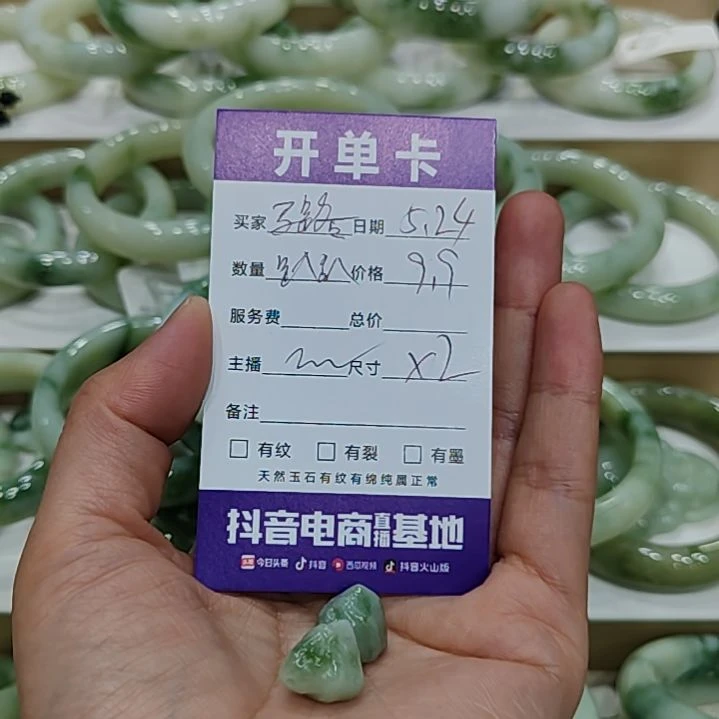 开单卡
买家 日期 5.24
数量 价格 9.9
服务费 总价
主播 尺寸 x2
备注
有纹 有裂 有墨
天然玉石有纹有绵纯属正常
抖音电商直播基地
头条 今日头条 抖音 西瓜视频 抖音火山版